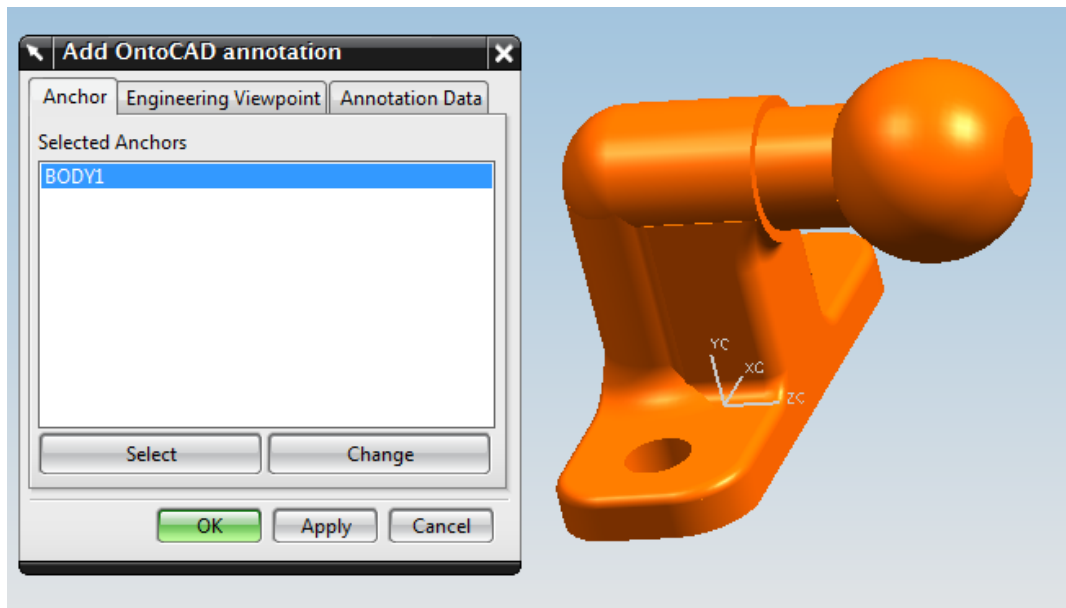 Add OntoCAD annotation
Anchor Engineering Viewpoint Annotation Data
Selected Anchors
BODY1
Select Change
OK Apply Cancel
YC
XC
ZC